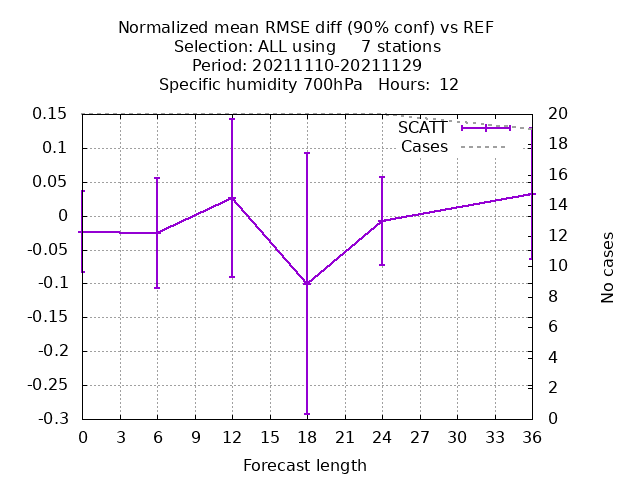 Normalized mean RMSE diff (90% conf) vs REF
Selection: ALL using     7 stations
Period: 20211110-20211129
Specific humidity 700hPa   Hours:  12
0.15
0.1
0.05
0
-0.05
-0.1
-0.15
-0.2
-0.25
-0.3
SCATT
Cases
20
18
16
14
12
10
8
6
4
2
0
No cases
0 3 6 9 12 15 18 21 24 27 30 33 36
Forecast length